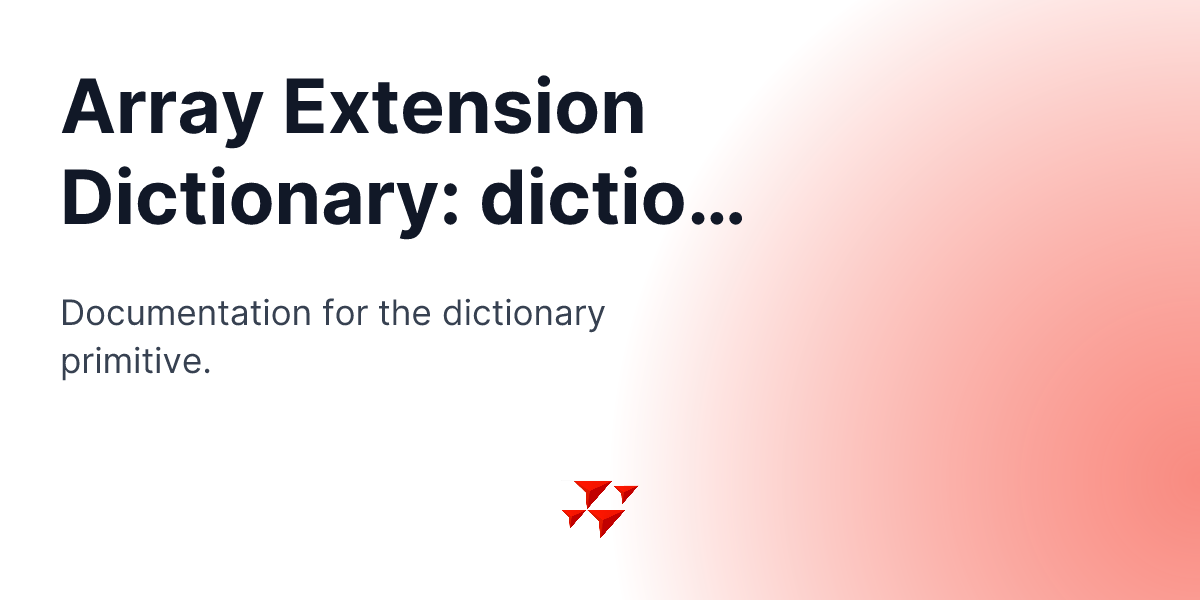 Array Extension
Dictionary: dictio...
Documentation for the dictionary
primitive.